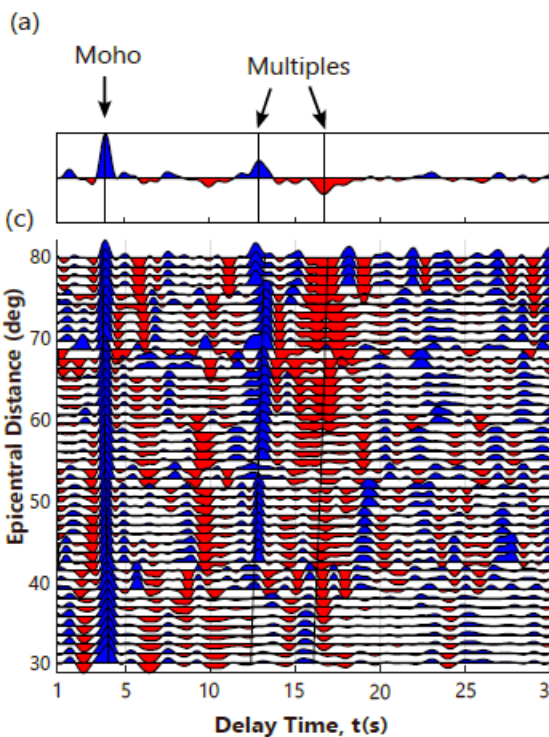 (a)
Moho
Multiples
(c)
80
70
60
50
40
30
Epicentral Distance (deg)
1 5 10 15 20 25
Delay Time, t(s)